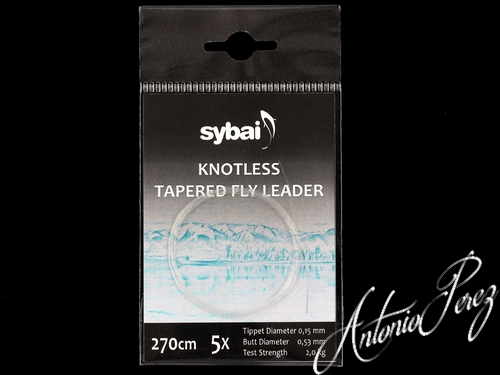 sybai
KNOTLESS
TAPERED FLY LEADER
270cm 5X
Tippet Diameter 0,15 mm
Butt Diameter 0,53 mm
Test Strength 2,0 kg
Antonio Perez